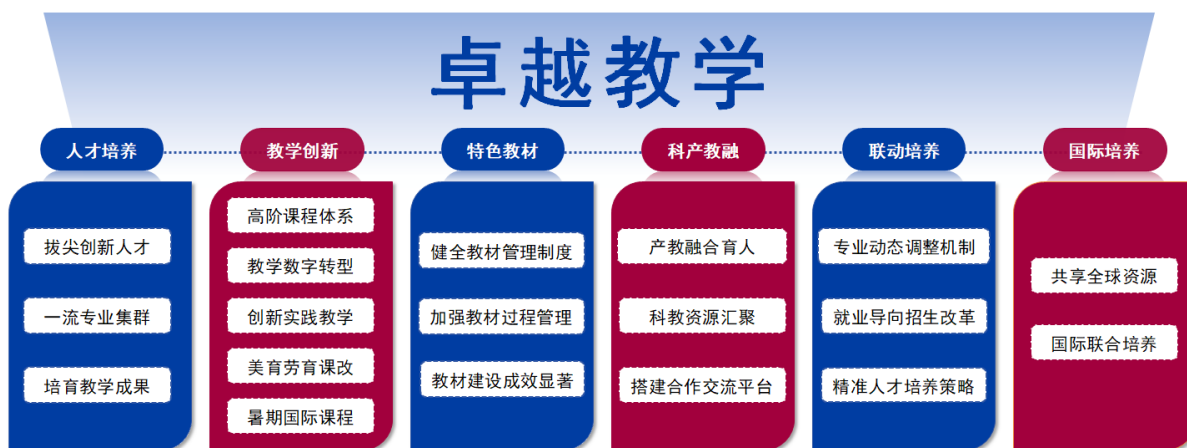 卓越教学
人才培养
教学创新
特色教材
科产教融
联动培养
国际培养
拔尖创新人才
一流专业集群
培育教学成果
高阶课程体系
教学数字转型
创新实践教学
美育劳育课改
暑期国际课程
健全教材管理制度
加强教材过程管理
教材建设成效显著
产教融合育人
科教资源汇聚
搭建合作交流平台
专业动态调整机制
就业导向招生改革
精准人才培养策略
共享全球资源
国际联合培养